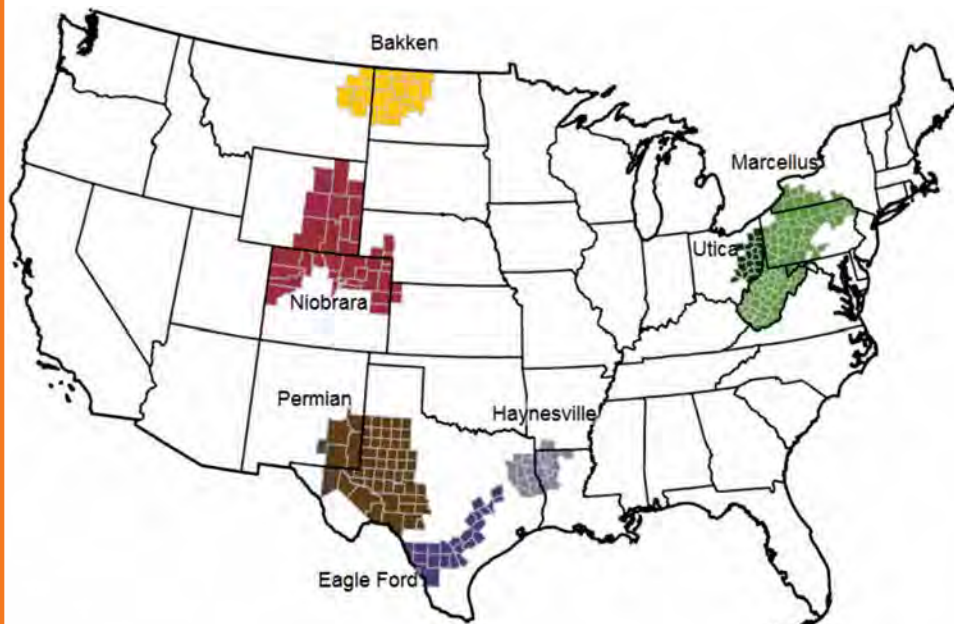 Bakken
Marcellus
Utica
Niobrara
Permian
Haynesville
Eagle Ford